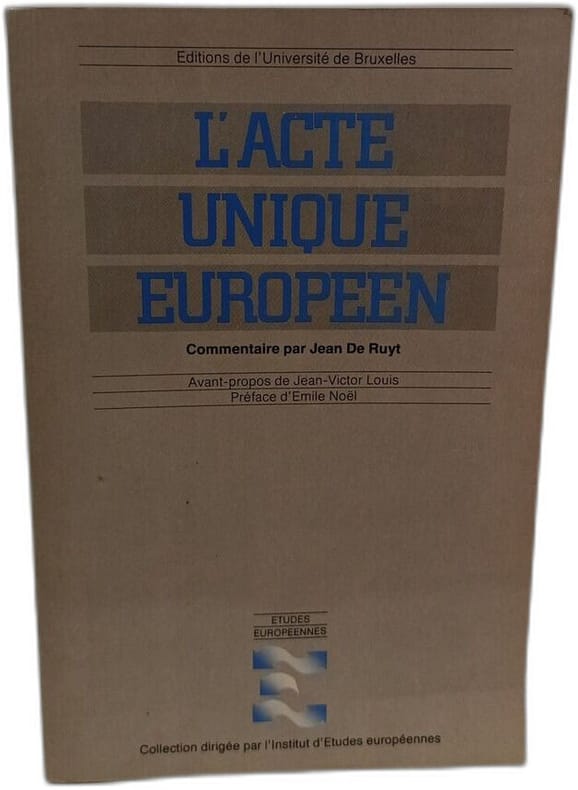 Editions de l'Université de Bruxelles
L'ACTE
UNIQUE
EUROPEEN
Commentaire par Jean De Ruyt
Avant-propos de Jean-Victor Louis
Préface d'Emile Noël
ETUDES
EUROPEENNES
Collection dirigée par l'Institut d'Etudes européennes